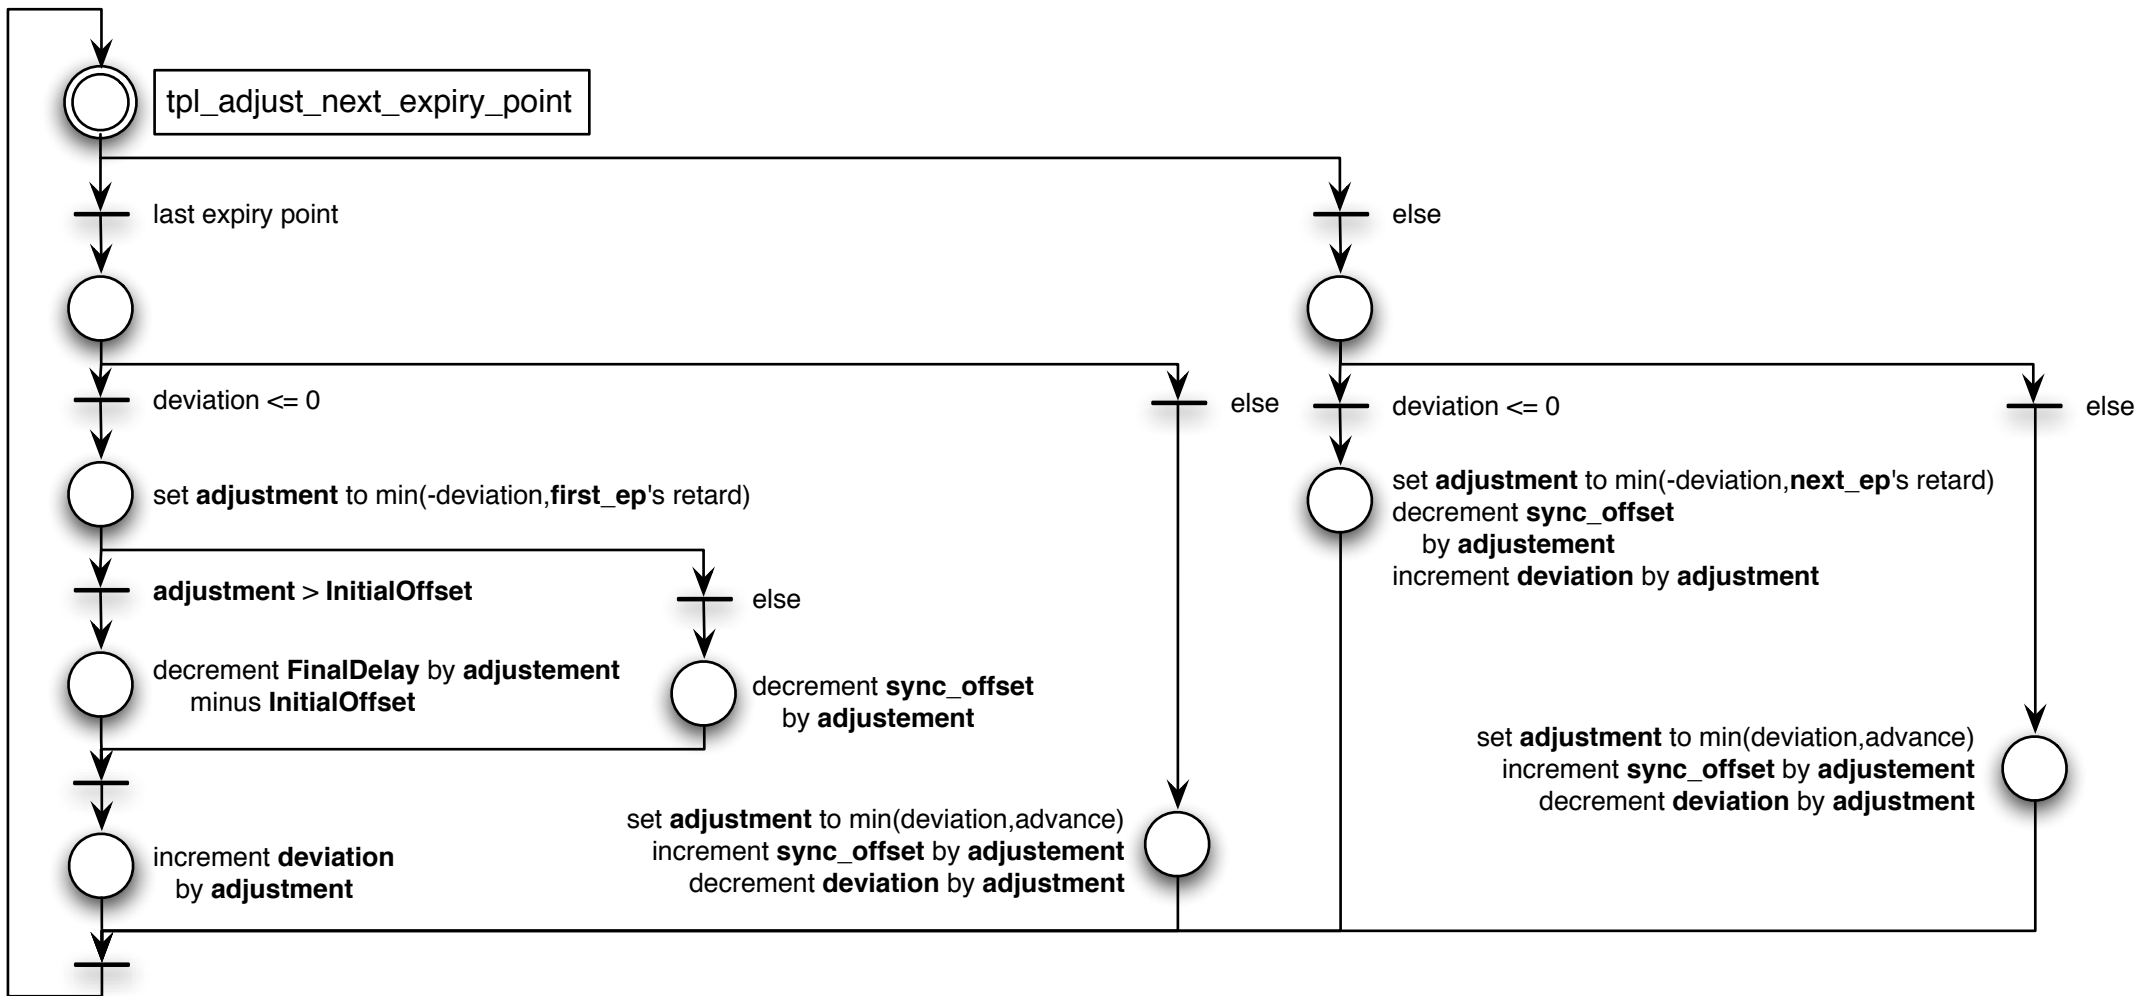 tpl_adjust_next_expiry_point
last expiry point
else
deviation <= 0
else
deviation <= 0
else
set adjustment to min(-deviation,first_ep's retard)
set adjustment to min(-deviation,next_ep's retard)
decrement sync_offset
by adjustement
increment deviation by adjustment
adjustment > InitialOffset
else
decrement FinalDelay by adjustement
minus InitialOffset
decrement sync_offset
by adjustement
set adjustment to min(deviation,advance)
increment sync_offset by adjustement
decrement deviation by adjustment
increment deviation
by adjustment
set adjustment to min(deviation,advance)
increment sync_offset by adjustement
decrement deviation by adjustment